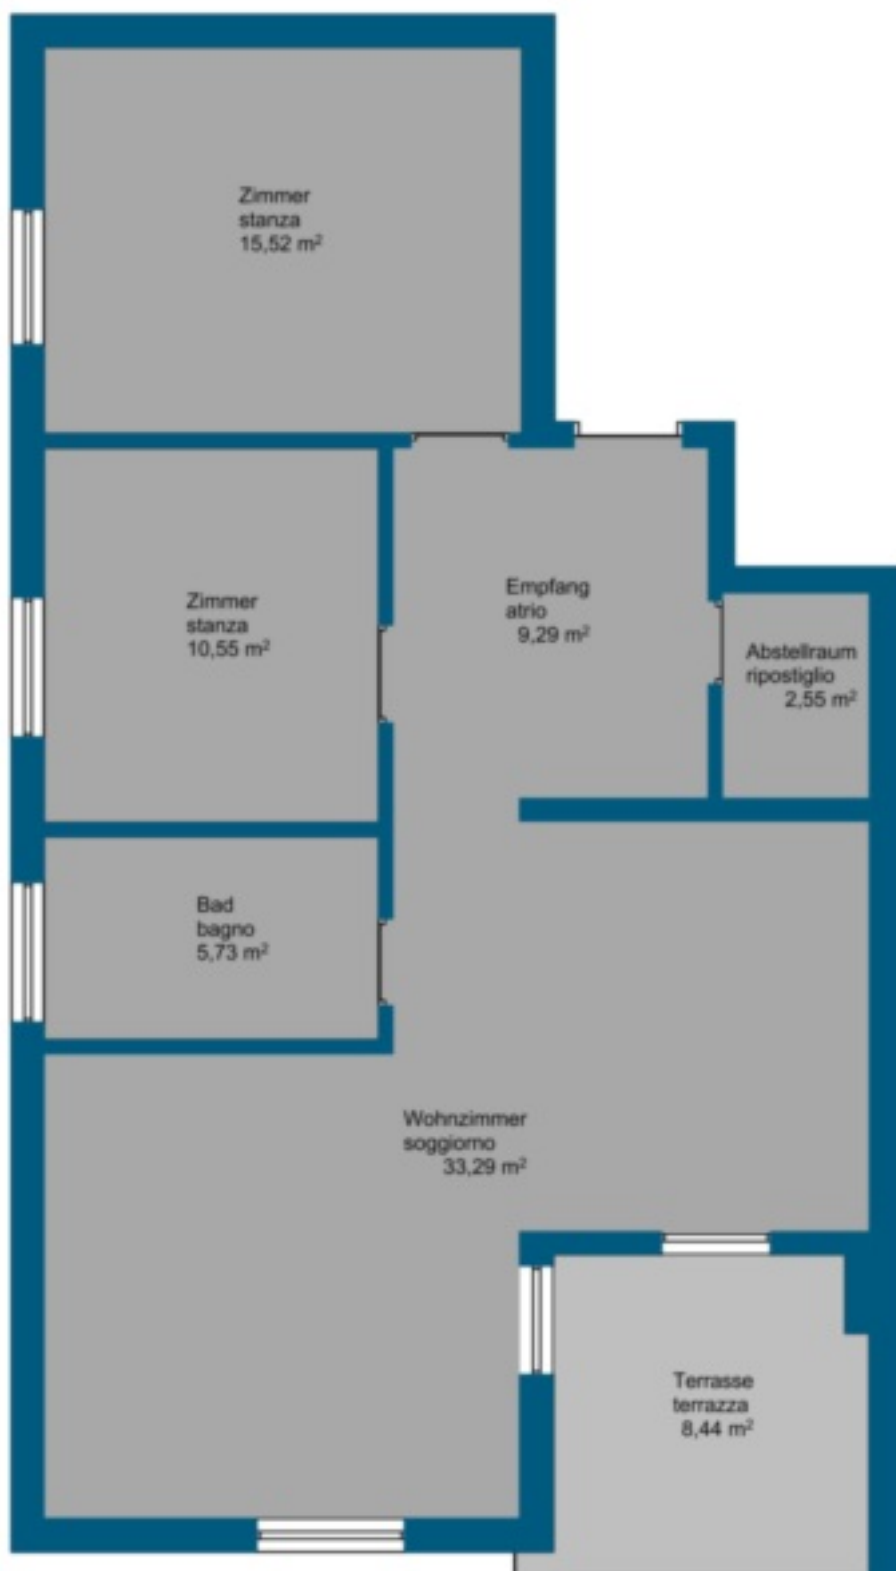 Zimmer
stanza
15,52 m²
Zimmer
stanza
10,55 m²
Empfang
atrio
9,29 m²
Abstellraum
ripostiglio
2,55 m²
Bad
bagno
5,73 m²
Wohnzimmer
soggiorno
33,29 m²
Terrasse
terrazza
8,44 m²